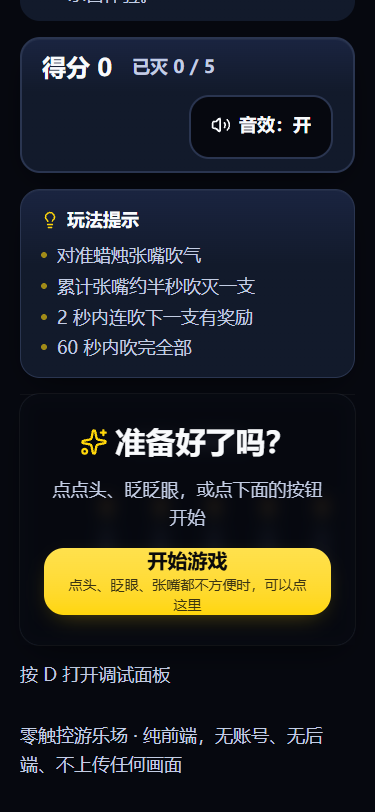 得分 0 已灭 0 / 5
音效：开
玩法提示
对准蜡烛张嘴吹气
累计张嘴约半秒吹灭一支
2 秒内连吹下一支有奖励
60 秒内吹完全部
准备好了吗？
点点头、眨眨眼，或点下面的按钮
开始
开始游戏
点头、眨眼、张嘴都不方便时，可以点
这里
按 D 打开调试面板
零触控游乐场 · 纯前端，无账号、无后
端、不上传任何画面